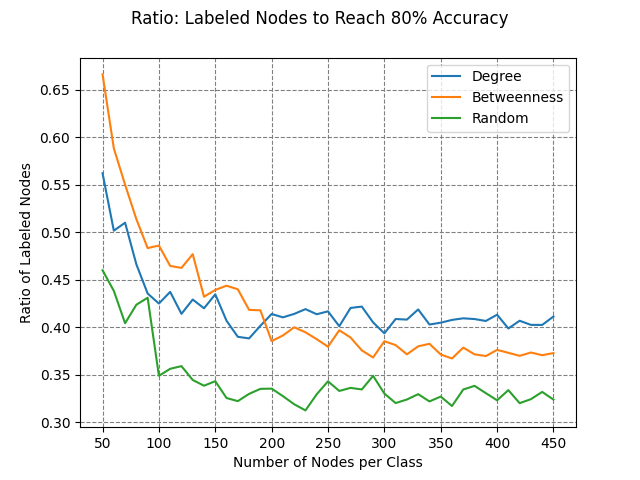 Ratio: Labeled Nodes to Reach 80% Accuracy
Degree
Betweenness
Random
Ratio of Labeled Nodes
0.65
0.60
0.55
0.50
0.45
0.40
0.35
0.30
50 100 150 200 250 300 350 400 450
Number of Nodes per Class